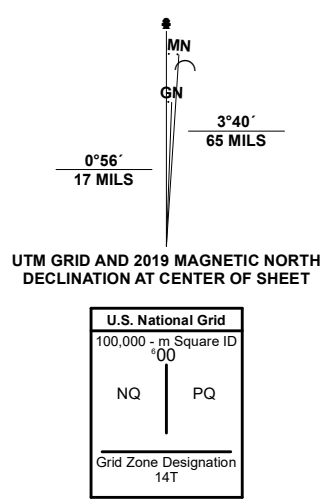 MN
GN
3°40´
65 MILS
0°56´
17 MILS
UTM GRID AND 2019 MAGNETIC NORTH
DECLINATION AT CENTER OF SHEET
U.S. National Grid
100,000 - m Square ID
⁶00
NQ PQ
Grid Zone Designation
14T